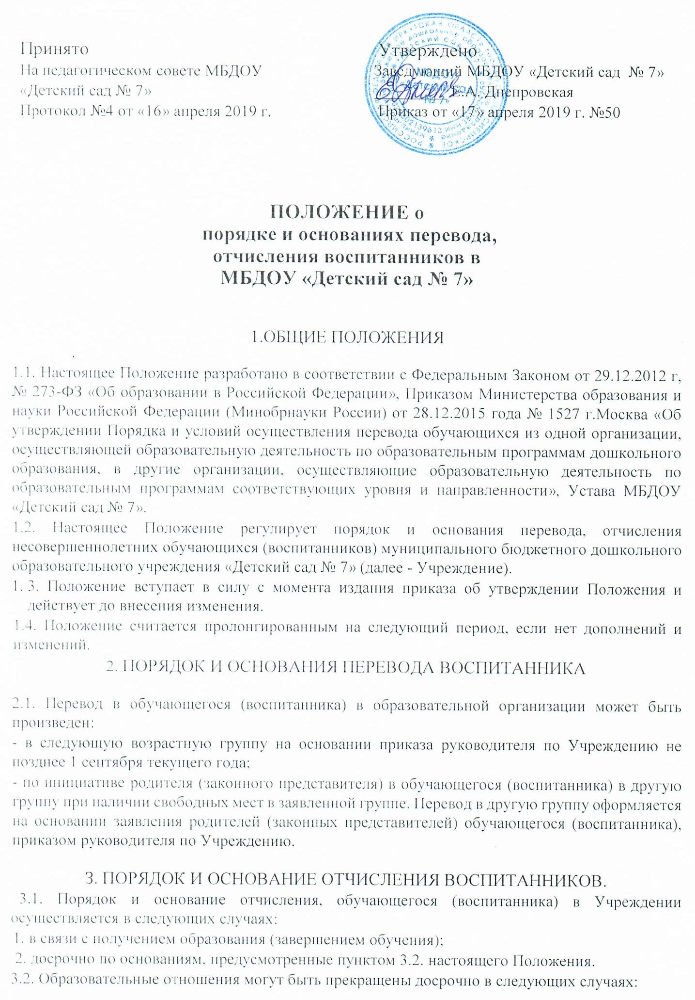 Принято
На педагогическом совете МБДОУ
«Детский сад № 7»
Протокол №4 от «16» апреля 2019 г.
Утверждено
Заведующий МБДОУ «Детский сад № 7»
Е.А. Днепровская
Приказ от «17» апреля 2019 г. №50
ПОЛОЖЕНИЕ о
порядке и основаниях перевода,
отчисления воспитанников в
МБДОУ «Детский сад № 7»
1.ОБЩИЕ ПОЛОЖЕНИЯ
1.1. Настоящее Положение разработано в соответствии с Федеральным Законом от 29.12.2012 г,
№ 273-ФЗ «Об образовании в Российской Федерации», Приказом Министерства образования и
науки Российской Федерации (Минобрнауки России) от 28.12.2015 года № 1527 г.Москва «Об
утверждении Порядка и условий осуществления перевода обучающихся из одной организации,
осуществляющей образовательную деятельность по образовательным программам дошкольного
образования, в другие организации, осуществляющие образовательную деятельность по
образовательным программам соответствующих уровня и направленности», Устава МБДОУ
«Детский сад № 7».
1.2. Настоящее Положение регулирует порядок и основания перевода, отчисления
несовершеннолетних обучающихся (воспитанников) муниципального бюджетного дошкольного
образовательного учреждения «Детский сад № 7» (далее - Учреждение).
1. 3. Положение вступает в силу с момента издания приказа об утверждении Положения и
действует до внесения изменения.
1.4. Положение считается пролонгированным на следующий период, если нет дополнений и
изменений.
2. ПОРЯДОК И ОСНОВАНИЯ ПЕРЕВОДА ВОСПИТАННИКА
2.1. Перевод в обучающегося (воспитанника) в образовательной организации может быть
произведен:
- в следующую возрастную группу на основании приказа руководителя по Учреждению не
позднее 1 сентября текущего года;
- по инициативе родителя (законного представителя) в обучающегося (воспитанника) в другую
группу при наличии свободных мест в заявленной группе. Перевод в другую группу оформляется
на основании заявления родителей (законных представителей) обучающегося (воспитанника),
приказом руководителя по Учреждению.
3. ПОРЯДОК И ОСНОВАНИЕ ОТЧИСЛЕНИЯ ВОСПИТАННИКОВ.
3.1. Порядок и основание отчисления, обучающегося (воспитанника) в Учреждении
осуществляется в следующих случаях:
1. в связи с получением образования (завершением обучения);
2. досрочно по основаниям, предусмотренные пунктом 3.2. настоящего Положения.
3.2. Образовательные отношения могут быть прекращены досрочно в следующих случаях: